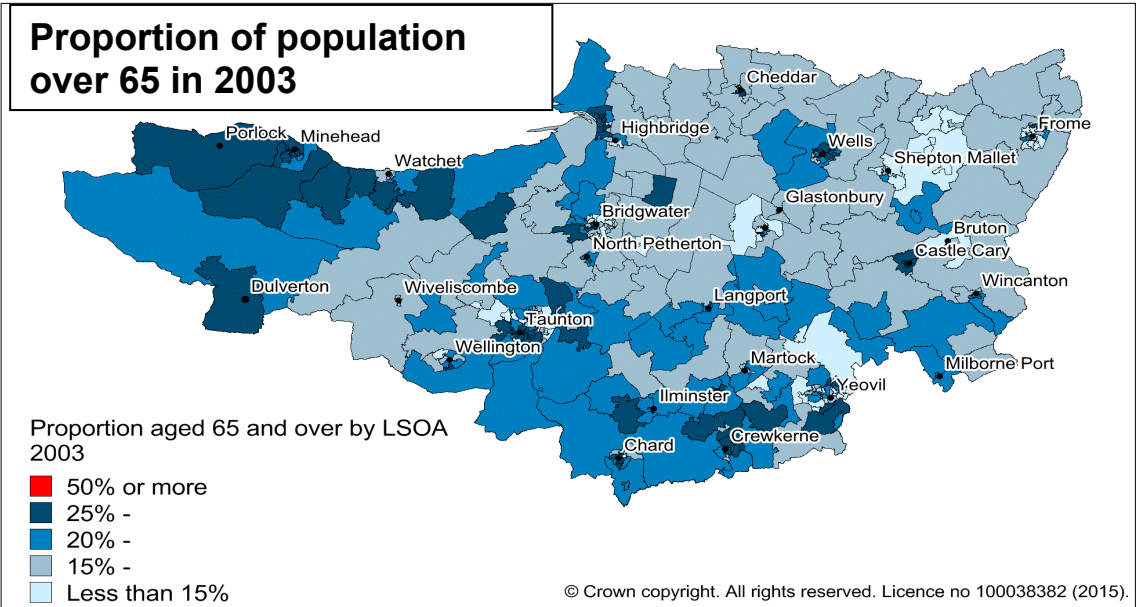 Proportion of population
over 65 in 2003
Cheddar
Porlock
Minehead
Highbridge
Frome
Watchet
Wells
Shepton Mallet
Glastonbury
Bridgwater
Bruton
North Petherton
Castle Cary
Dulverton
Wiveliscombe
Langport
Wincanton
Taunton
Wellington
Martock
Milborne Port
Yeovil
Ilminster
Chard
Crewkerne
Proportion aged 65 and over by LSOA
2003
50% or more
25% -
20% -
15% -
Less than 15%
© Crown copyright. All rights reserved. Licence no 100038382 (2015).